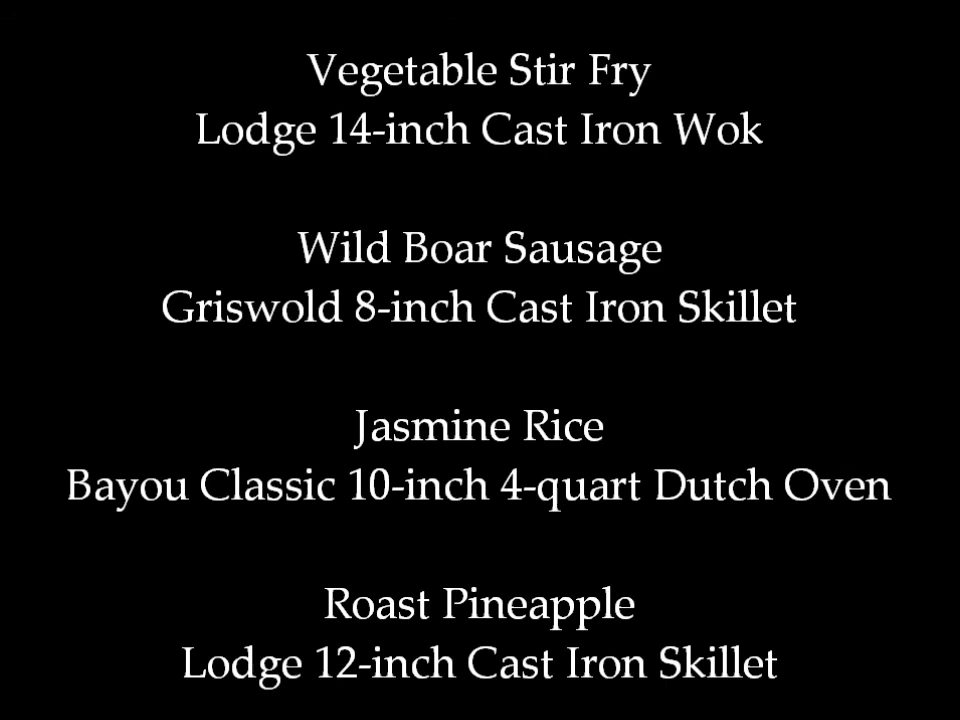 Vegetable Stir Fry
Lodge 14-inch Cast Iron Wok
Wild Boar Sausage
Griswold 8-inch Cast Iron Skillet
Jasmine Rice
Bayou Classic 10-inch 4-quart Dutch Oven
Roast Pineapple
Lodge 12-inch Cast Iron Skillet